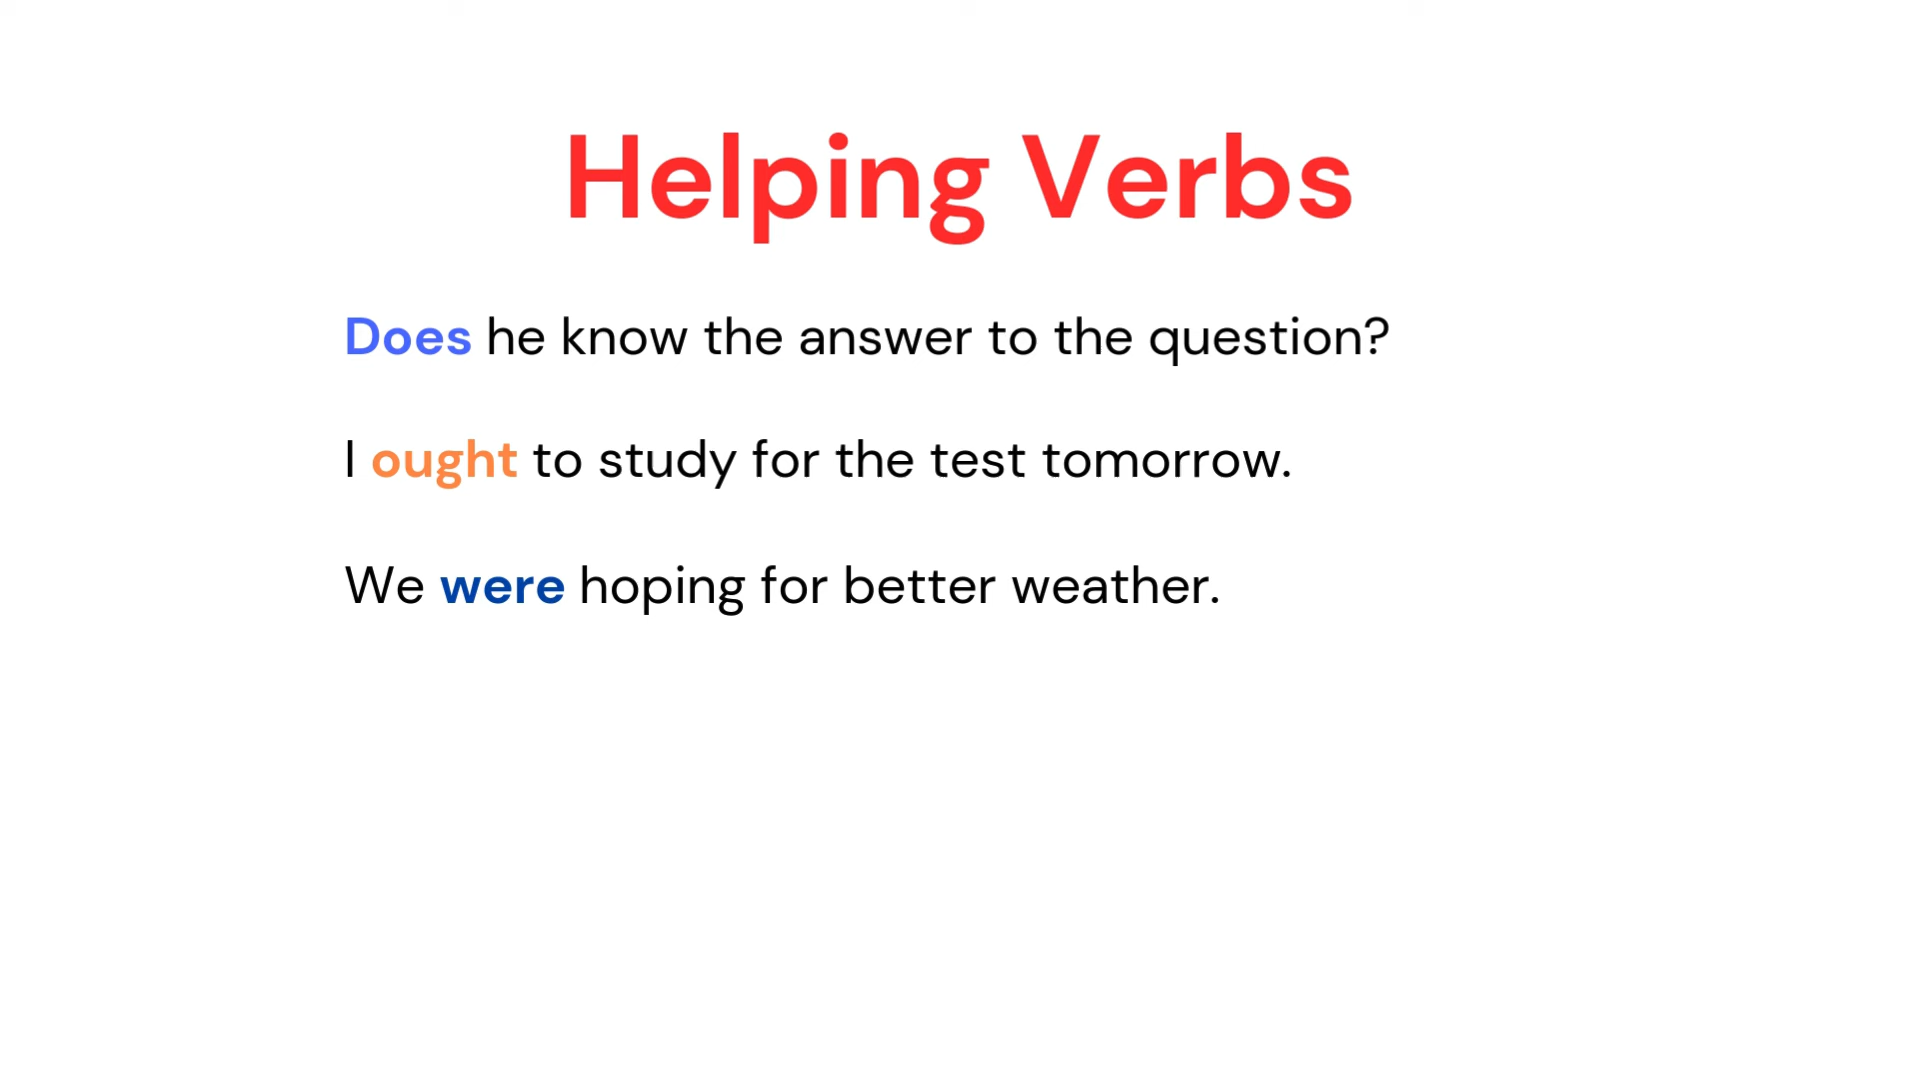 Helping Verbs
Does he know the answer to the question?
I ought to study for the test tomorrow.
We were hoping for better weather.